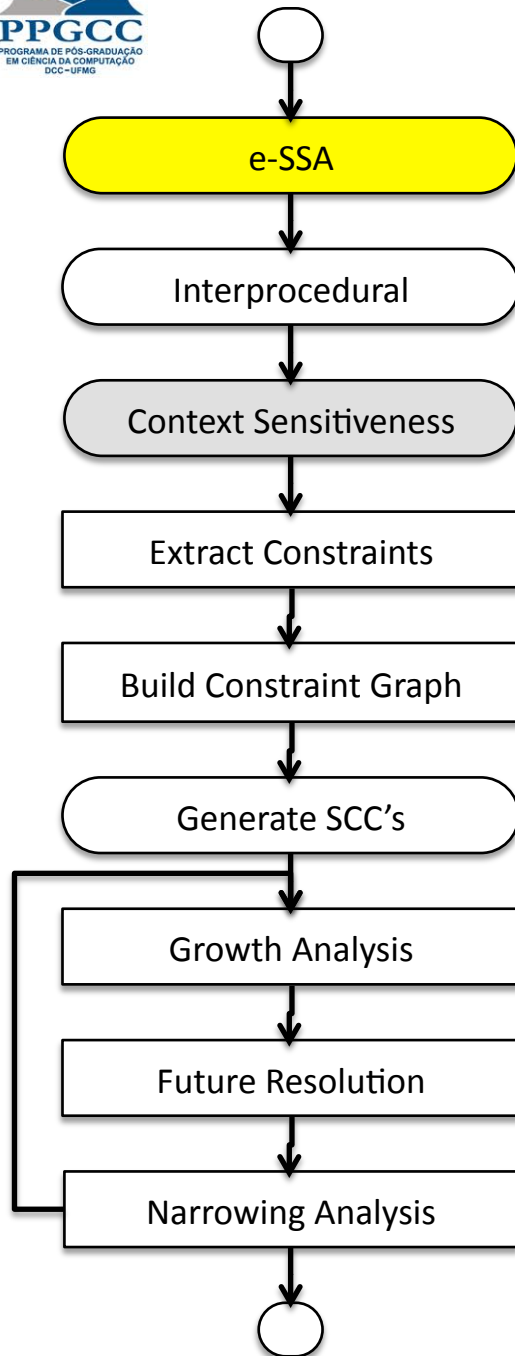 PPGCC
PROGRAMA DE PÓS-GRADUAÇÃO
EM CIÊNCIA DA COMPUTAÇÃO
DCC-UFMG
e-SSA
Interprocedural
Context Sensitiveness
Extract Constraints
Build Constraint Graph
Generate SCC’s
Growth Analysis
Future Resolution
Narrowing Analysis